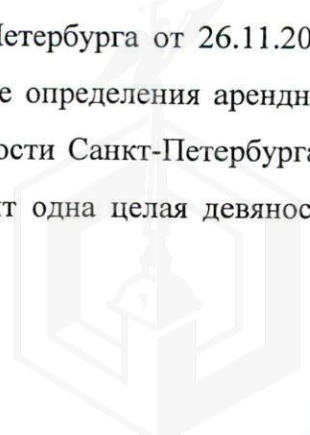 Петербурга от 26.11.20
е определения арендн
ости Санкт-Петербурга
т одна целая девянос